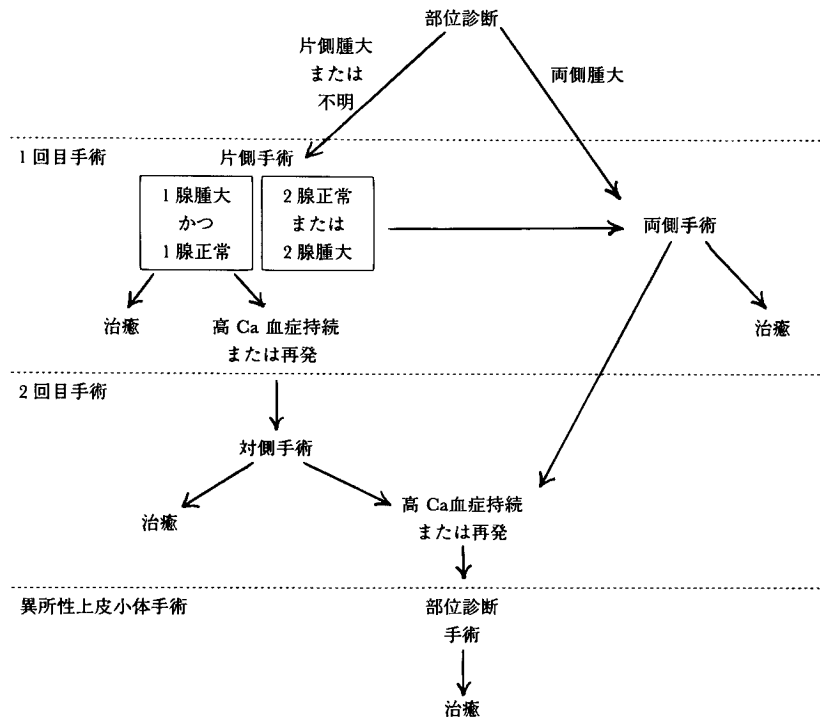 部位診断
片側腫大
または
不明
両側腫大
1回目手術
片側手術
1腺腫大
かつ
1腺正常
2腺正常
または
2腺腫大
両側手術
治癒
高 Ca 血症持続
または再発
治癒
2回目手術
対側手術
治癒
高 Ca血症持続
または再発
異所性上皮小体手術
部位診断
手術
治癒